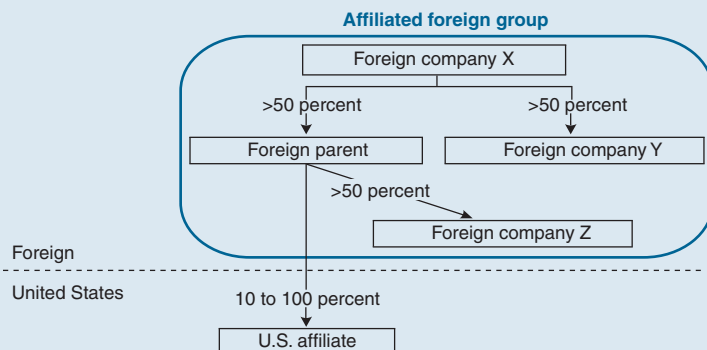 Affiliated foreign group
Foreign company X
>50 percent
>50 percent
Foreign parent
Foreign company Y
>50 percent
Foreign company Z
Foreign
United States
10 to 100 percent
U.S. affiliate